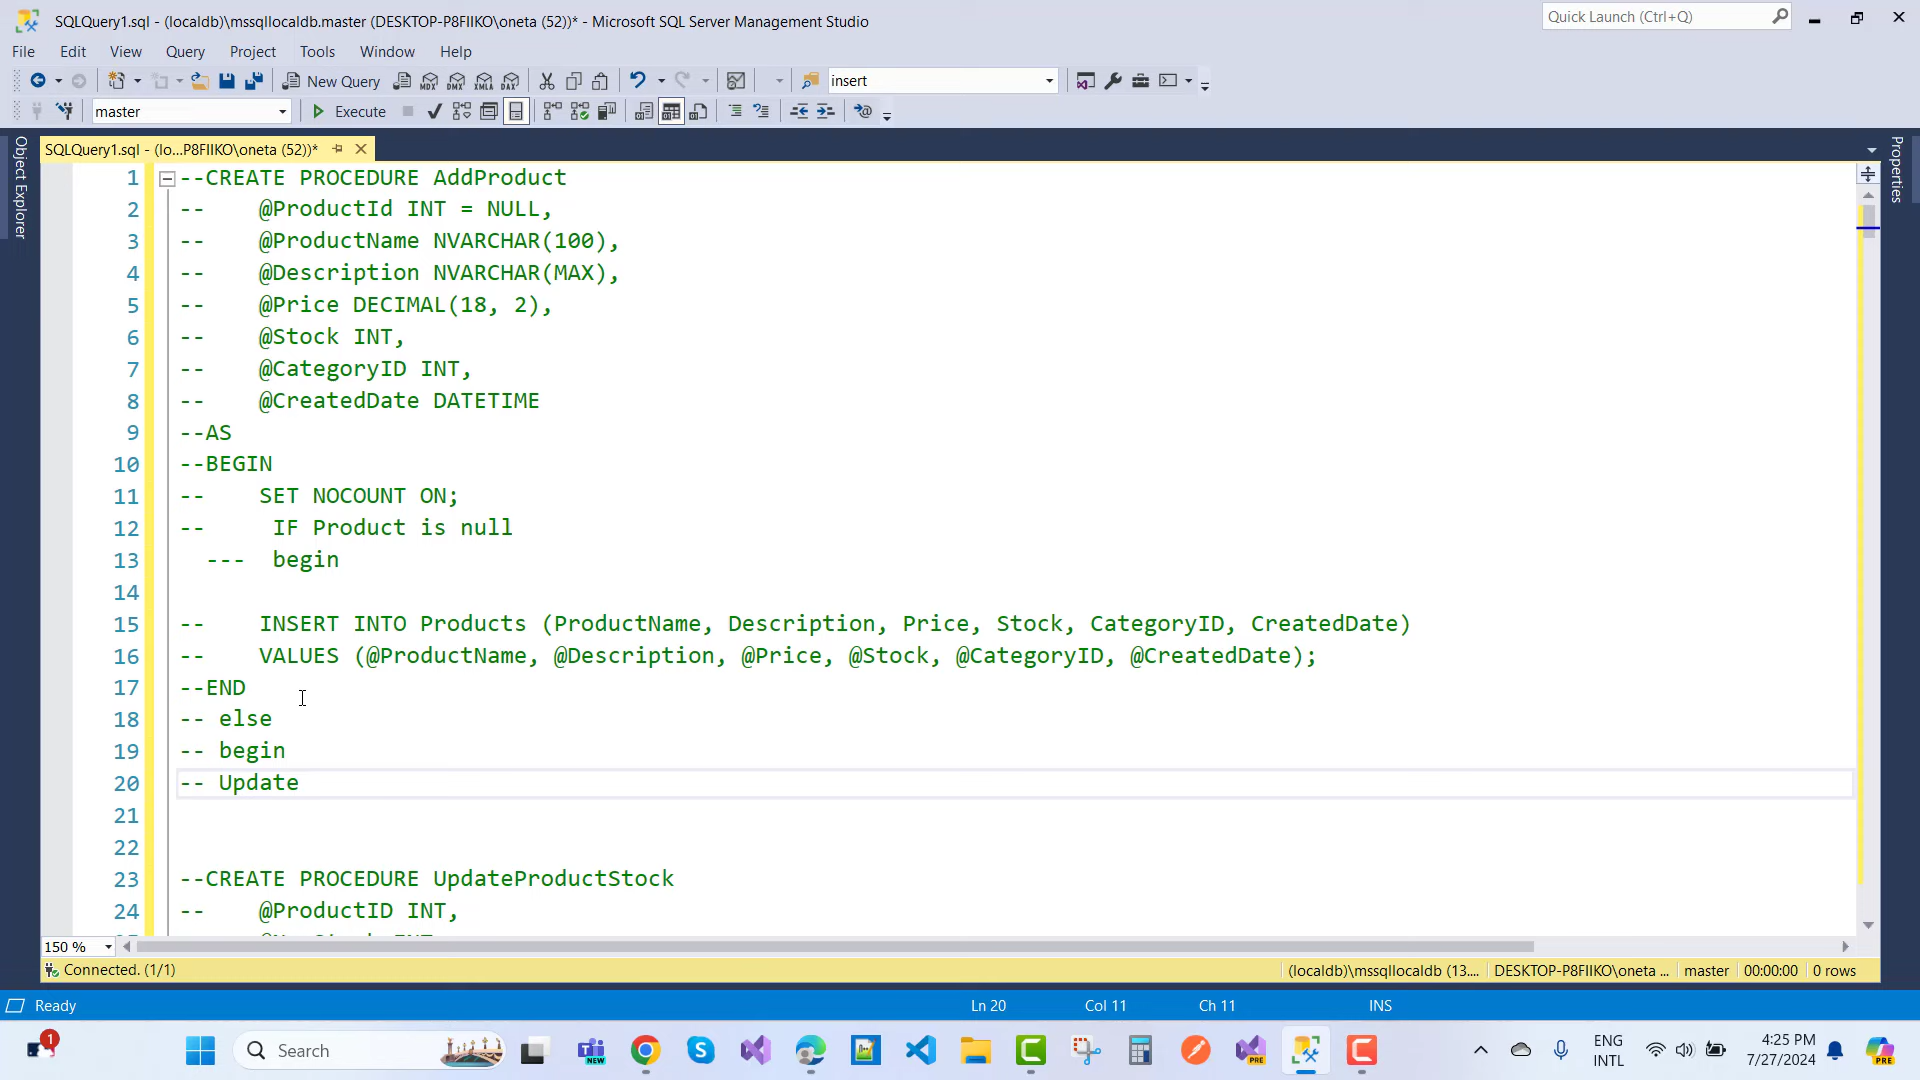 SQLQuery1.sql - (localdb)\mssqllocaldb.master (DESKTOP-P8FIIKO\oneta (52))* - Microsoft SQL Server Management Studio
Quick Launch (Ctrl+Q)
File Edit View Query Project Tools Window Help
New Query MDX DMX XMLA DAX insert
master Execute
SQLQuery1.sql - (lo...P8FIIKO\oneta (52))*
Object Explorer
Properties
1 --CREATE PROCEDURE AddProduct
2 -- @ProductId INT = NULL,
3 -- @ProductName NVARCHAR(100),
4 -- @Description NVARCHAR(MAX),
5 -- @Price DECIMAL(18, 2),
6 -- @Stock INT,
7 -- @CategoryID INT,
8 -- @CreatedDate DATETIME
9 --AS
10 --BEGIN
11 -- SET NOCOUNT ON;
12 -- IF Product is null
13 --- begin
14
15 -- INSERT INTO Products (ProductName, Description, Price, Stock, CategoryID, CreatedDate)
16 -- VALUES (@ProductName, @Description, @Price, @Stock, @CategoryID, @CreatedDate);
17 --END
18 -- else
19 -- begin
20 -- Update
21
22
23 --CREATE PROCEDURE UpdateProductStock
24 -- @ProductID INT,
150 %
Connected. (1/1) (localdb)\mssqllocaldb (13.... DESKTOP-P8FIIKO\oneta ... master 00:00:00 0 rows
Ready Ln 20 Col 11 Ch 11 INS
1 Search NEW PRE ENG INTL 4:25 PM 7/27/2024 PRE